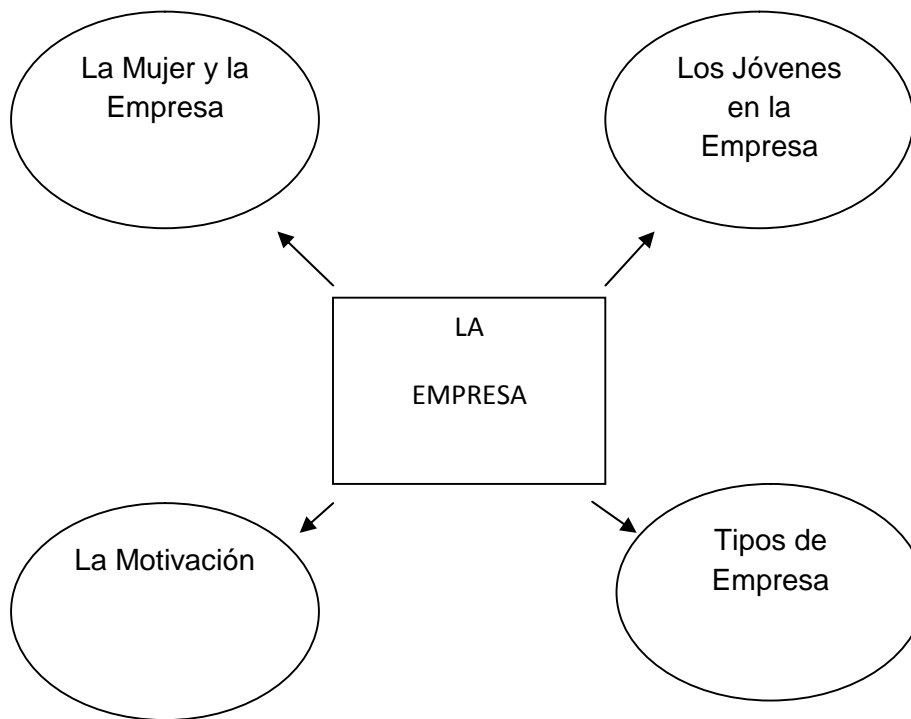 La Mujer y la
Empresa
Los Jóvenes
en la
Empresa
LA
EMPRESA
La Motivación
Tipos de
Empresa